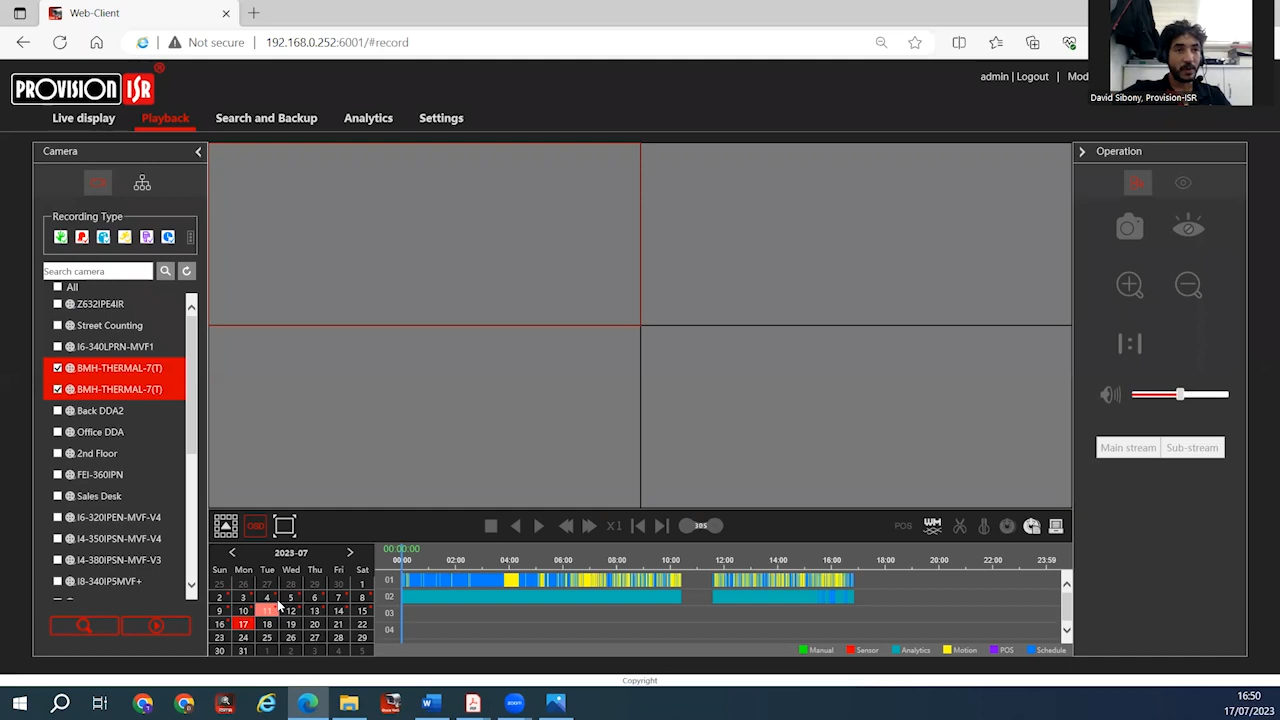 Web-Client
Not secure
192.168.0.252:6001/#record
PROVISION ISR ®
admin | Logout | Mod
David Sibony, Provision-ISR
Live display
Playback
Search and Backup
Analytics
Settings
Camera
Operation
Recording Type
Search camera
All
Z632IPE4IR
Street Counting
I6-340LPRN-MVF1
BMH-THERMAL-7(T)
BMH-THERMAL-7(T)
Back DDA2
Office DDA
2nd Floor
FEI-360IPN
Sales Desk
I6-320IPEN-MVF-V4
I4-350IPSN-MVF-V4
I4-380IPSN-MVF-V3
I8-340IP5MVF+
1:1
Main stream
Sub-stream
OSD
X1
30S
POS
WM
2023-07
Sun Mon Tue Wed Thu Fri Sat
25 26 27 28 29 30 1
2 3 4 5 6 7 8
9 10 11 12 13 14 15
16 17 18 19 20 21 22
23 24 25 26 27 28 29
30 31 1 2 3 4 5
00:00:00
00:00 02:00 04:00 06:00 08:00 10:00 12:00 14:00 16:00 18:00 20:00 22:00 23:59
01
02
03
04
Manual Sensor Analytics Motion POS Schedule
Copyright
16:50
17/07/2023